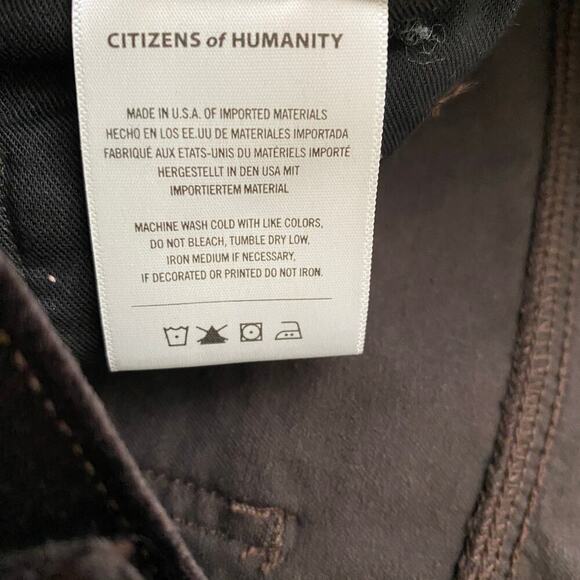 CITIZENS of HUMANITY
MADE IN U.S.A. OF IMPORTED MATERIALS
HECHO EN LOS EE.UU DE MATERIALES IMPORTADA
FABRIQUÉ AUX ETATS-UNIS DU MATÉRIELS IMPORTÉ
HERGESTELLT IN DEN USA MIT
IMPORTIERTEM MATERIAL
MACHINE WASH COLD WITH LIKE COLORS,
DO NOT BLEACH, TUMBLE DRY LOW,
IRON MEDIUM IF NECESSARY,
IF DECORATED OR PRINTED DO NOT IRON.